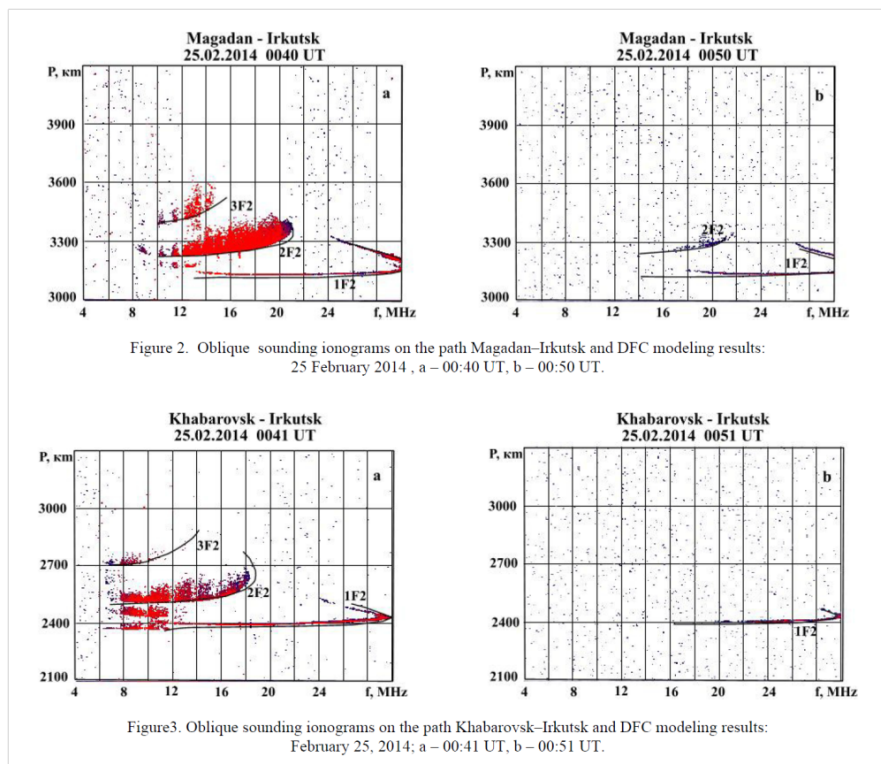 Magadan - Irkutsk
25.02.2014 0040 UT
P, км
a
3900
3600
3F2
3300
2F2
1F2
3000
4 8 12 16 20 24 f, MHz
Magadan - Irkutsk
25.02.2014 0050 UT
P, км
b
3900
3600
2F2
3300
1F2
3000
4 8 12 16 20 24 f, MHz
Figure 2. Oblique sounding ionograms on the path Magadan–Irkutsk and DFC modeling results:
25 February 2014 , a – 00:40 UT, b – 00:50 UT.
Khabarovsk - Irkutsk
25.02.2014 0041 UT
P, км
a
3000
3F2
2700
2F2
1F2
2400
2100
4 8 12 16 20 24 f, MHz
Khabarovsk - Irkutsk
25.02.2014 0051 UT
P, км
b
3000
2700
2400
1F2
2100
4 8 12 16 20 24 f, MHz
Figure3. Oblique sounding ionograms on the path Khabarovsk–Irkutsk and DFC modeling results:
February 25, 2014; a – 00:41 UT, b – 00:51 UT.